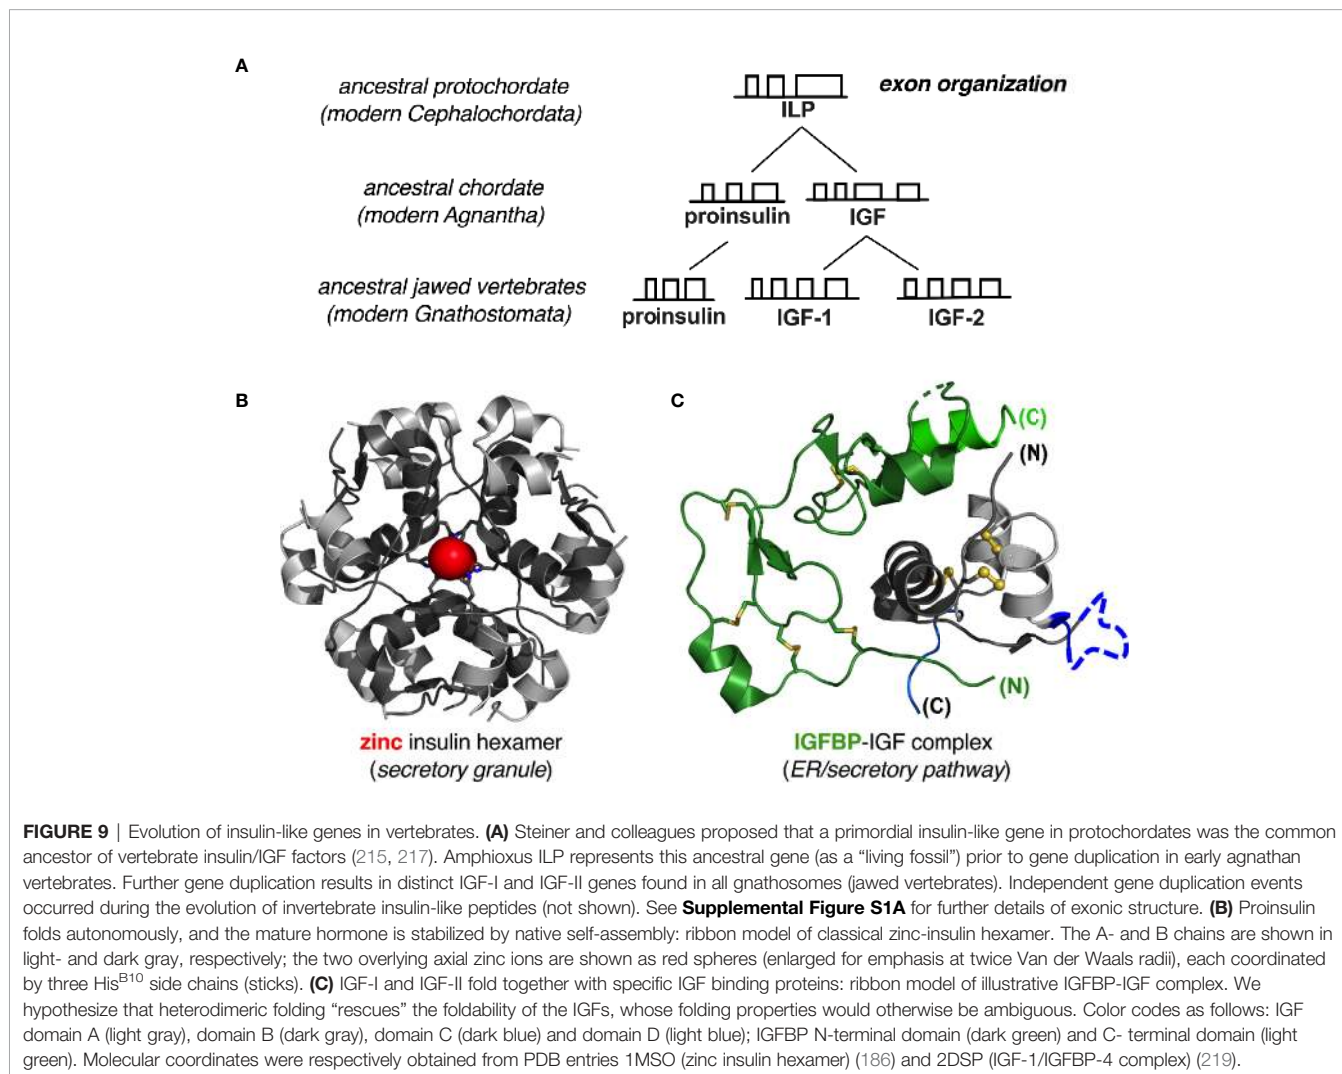 A
ancestral protochordate
(modern Cephalochordata)
ILP
exon organization
ancestral chordate
(modern Agnantha)
proinsulin
IGF
ancestral jawed vertebrates
(modern Gnathostomata)
proinsulin
IGF-1
IGF-2
B
zinc insulin hexamer
(secretory granule)
C
(C)
(N)
(N)
(C)
IGFBP-IGF complex
(ER/secretory pathway)
FIGURE 9 | Evolution of insulin-like genes in vertebrates. (A) Steiner and colleagues proposed that a primordial insulin-like gene in protochordates was the common
ancestor of vertebrate insulin/IGF factors (215, 217). Amphioxus ILP represents this ancestral gene (as a “living fossil”) prior to gene duplication in early agnathan
vertebrates. Further gene duplication results in distinct IGF-I and IGF-II genes found in all gnathosomes (jawed vertebrates). Independent gene duplication events
occurred during the evolution of invertebrate insulin-like peptides (not shown). See Supplemental Figure S1A for further details of exonic structure. (B) Proinsulin
folds autonomously, and the mature hormone is stabilized by native self-assembly: ribbon model of classical zinc-insulin hexamer. The A- and B chains are shown in
light- and dark gray, respectively; the two overlying axial zinc ions are shown as red spheres (enlarged for emphasis at twice Van der Waals radii), each coordinated
by three His^B10 side chains (sticks). (C) IGF-I and IGF-II fold together with specific IGF binding proteins: ribbon model of illustrative IGFBP-IGF complex. We
hypothesize that heterodimeric folding “rescues” the foldability of the IGFs, whose folding properties would otherwise be ambiguous. Color codes as follows: IGF
domain A (light gray), domain B (dark gray), domain C (dark blue) and domain D (light blue); IGFBP N-terminal domain (dark green) and C- terminal domain (light
green). Molecular coordinates were respectively obtained from PDB entries 1MSO (zinc insulin hexamer) (186) and 2DSP (IGF-1/IGFBP-4 complex) (219).